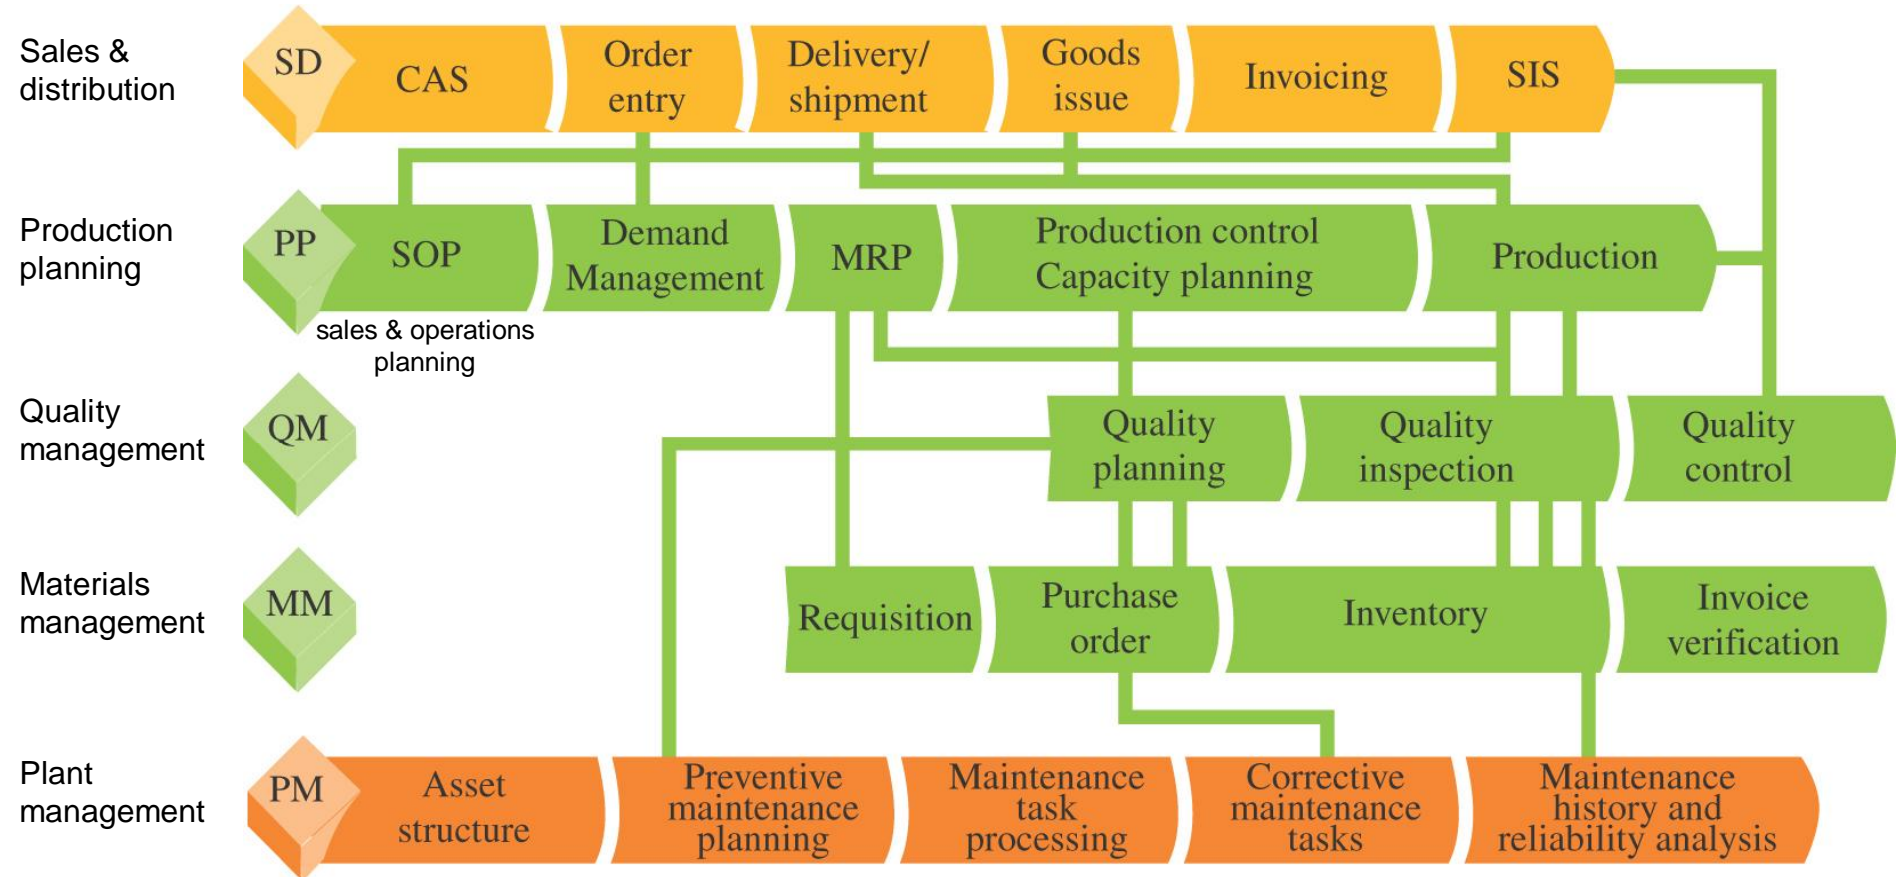 Sales &
distribution
SD
CAS
Order
entry
Delivery/
shipment
Goods
issue
Invoicing
SIS
Production
planning
PP
SOP
Demand
Management
MRP
Production control
Capacity planning
Production
sales & operations
planning
Quality
management
QM
Quality
planning
Quality
inspection
Quality
control
Materials
management
MM
Requisition
Purchase
order
Inventory
Invoice
verification
Plant
management
PM
Asset
structure
Preventive
maintenance
planning
Maintenance
task
processing
Corrective
maintenance
tasks
Maintenance
history and
reliability analysis